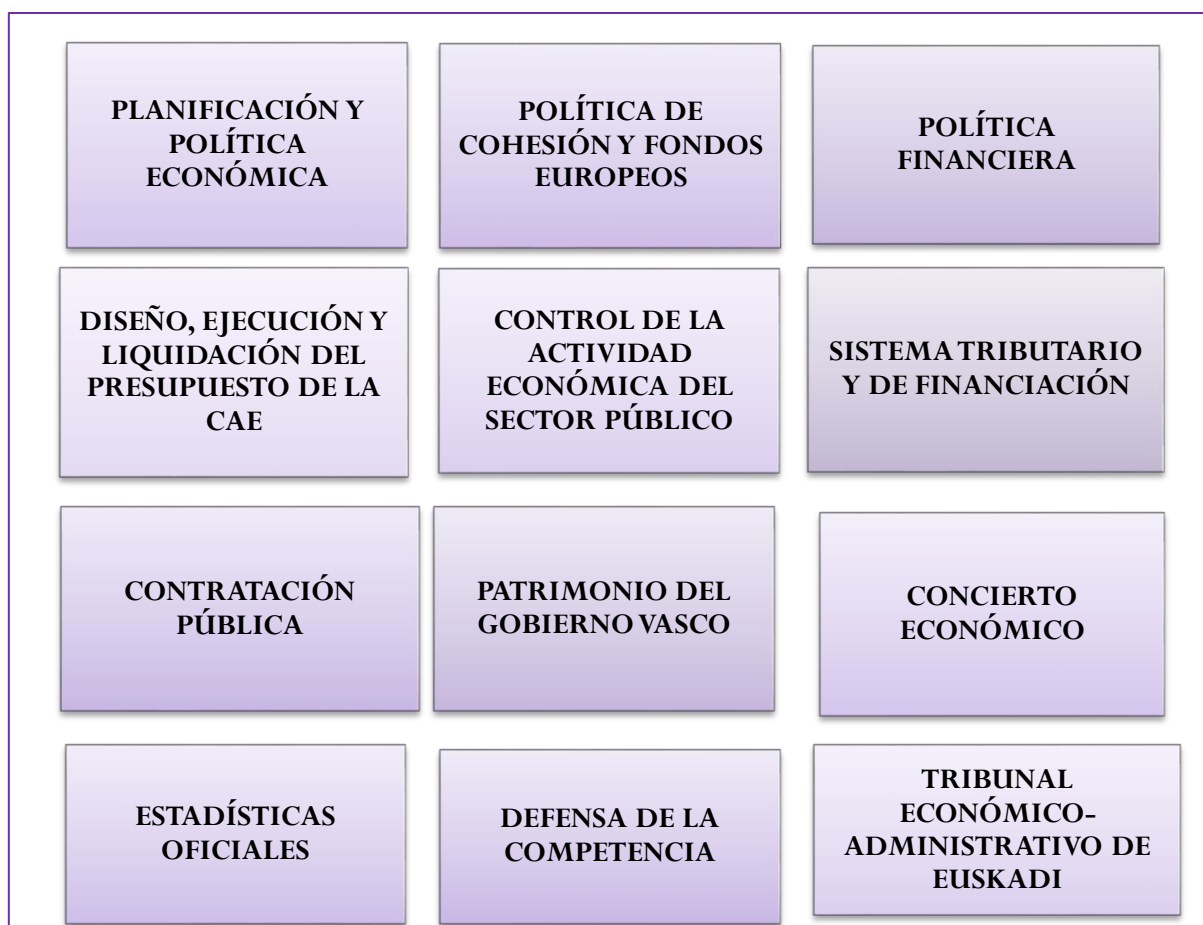 PLANIFICACIÓN Y
POLÍTICA
ECONÓMICA
POLÍTICA DE
COHESIÓN Y FONDOS
EUROPEOS
POLÍTICA
FINANCIERA
DISEÑO, EJECUCIÓN Y
LIQUIDACIÓN DEL
PRESUPUESTO DE LA
CAE
CONTROL DE LA
ACTIVIDAD
ECONÓMICA DEL
SECTOR PÚBLICO
SISTEMA TRIBUTARIO
Y DE FINANCIACIÓN
CONTRATACIÓN
PÚBLICA
PATRIMONIO DEL
GOBIERNO VASCO
CONCIERTO
ECONÓMICO
ESTADÍSTICAS
OFICIALES
DEFENSA DE LA
COMPETENCIA
TRIBUNAL
ECONÓMICO-
ADMINISTRATIVO DE
EUSKADI